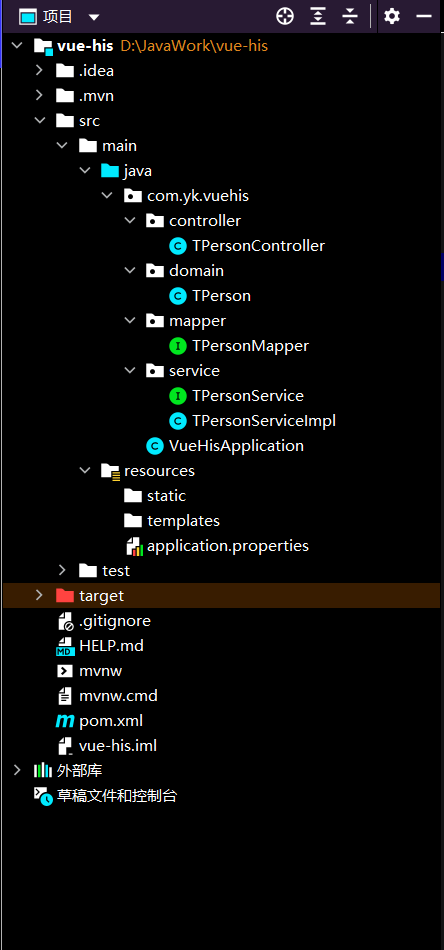 项目
vue-his D:\JavaWork\vue-his
.idea
.mvn
src
main
java
com.yk.vuehis
controller
C TPersonController
domain
C TPerson
mapper
I TPersonMapper
service
I TPersonService
C TPersonServiceImpl
C VueHisApplication
resources
static
templates
application.properties
test
target
.gitignore
MD HELP.md
mvnw
mvnw.cmd
m pom.xml
vue-his.iml
外部库
草稿文件和控制台